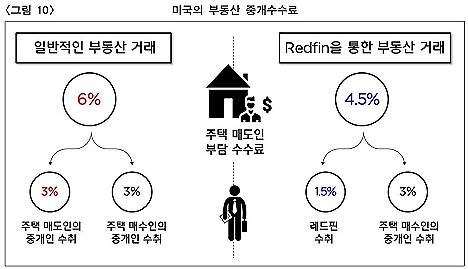 <그림 10>
미국의 부동산 중개수수료
일반적인 부동산 거래
Redfin을 통한 부동산 거래
6%
$
4.5%
주택 매도인
부담 수수료
3%
3%
1.5%
3%
주택 매도인의
중개인 수취
주택 매수인의
중개인 수취
레드핀
수취
주택 매수인의
중개인 수취